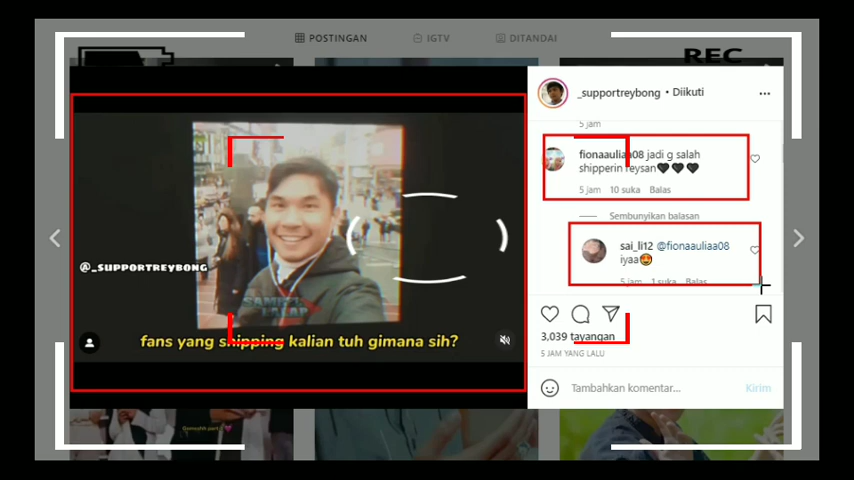 POSTINGAN
IGTV
DITANDAI
REC
_supportreybong • Diikuti
5 jam
fionaauliaa08 jadi g salah
shipperin reysan🖤🖤🖤
5 jam 10 suka Balas
Sembunyikan balasan
sai_li12 @fionaauliaa08
iyaa🤩
5 jam 1 suka Balas
@_SUPPORTREYBONG
SAMBEL
LALAP
fans yang shipping kalian tuh gimana sih?
3,039 tayangan
5 JAM YANG LALU
Tambahkan komentar...
Kirim